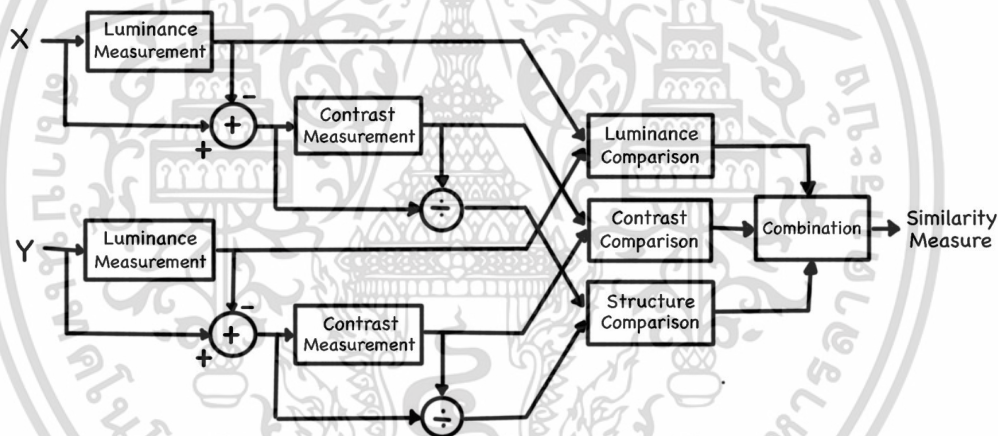 X
Luminance
Measurement
−
+
+
Contrast
Measurement
÷
Y
Luminance
Measurement
−
+
+
Contrast
Measurement
÷
Luminance
Comparison
Contrast
Comparison
Structure
Comparison
Combination
Similarity
Measure